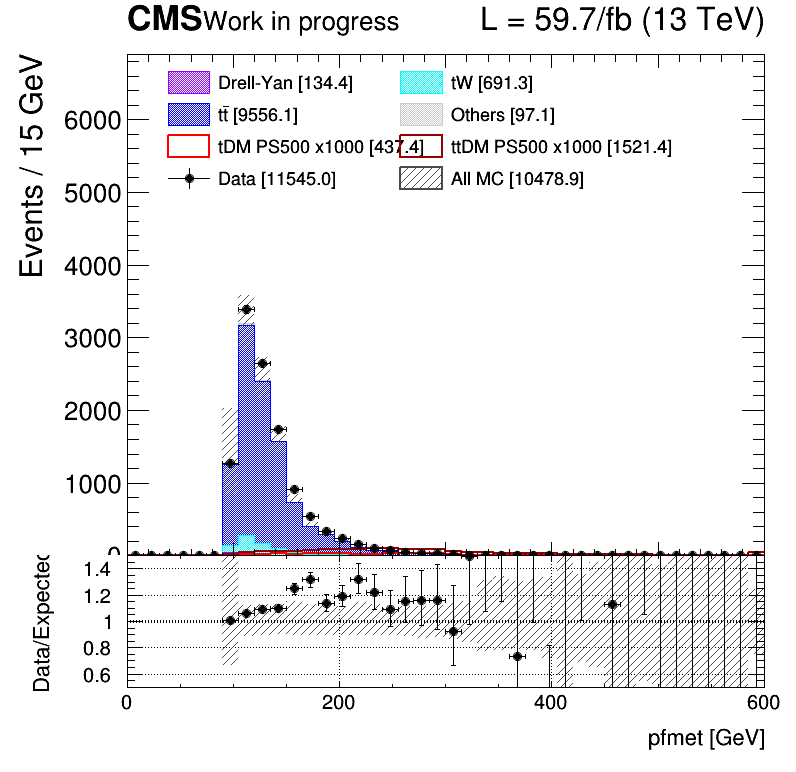 CMS Work in progress L = 59.7/fb (13 TeV)
Drell-Yan [134.4] tW [691.3]
tt̄ [9556.1] Others [97.1]
tDM PS500 x1000 [437.4] ttDM PS500 x1000 [1521.4]
Data [11545.0] All MC [10478.9]
Events / 15 GeV
6000
5000
4000
3000
2000
1000
0
Data/Expected
1.4
1.2
1
0.8
0.6
0 200 400 600
pfmet [GeV]